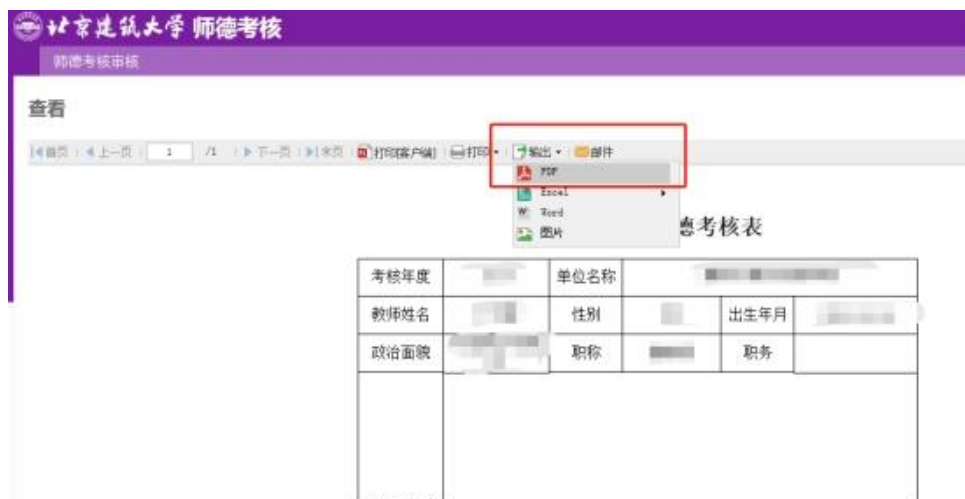 北京建筑大学 师德考核
师德考核审核
查看
首页 上一页 1 /1 下一页 末页 打印[客户端] 打印 输出 邮件
PDF
Excel
Word
图片
德考核表
考核年度 单位名称
教师姓名 性别 出生年月
政治面貌 职称 职务